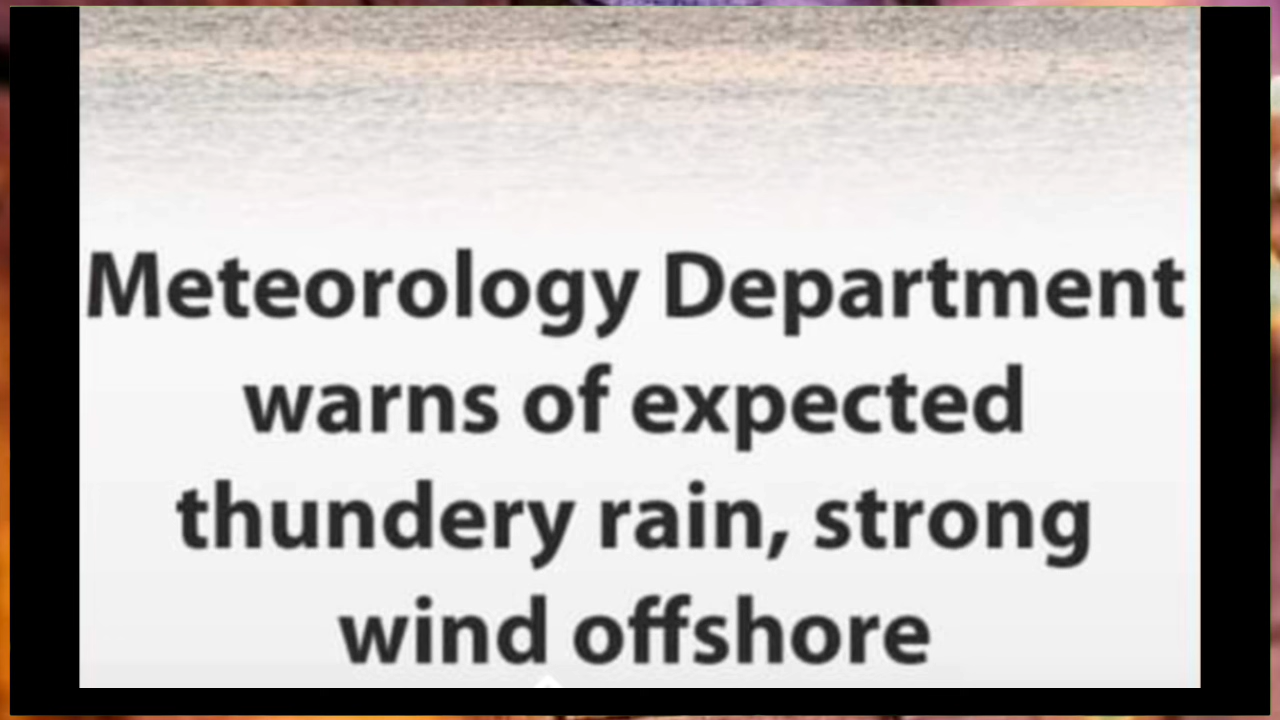 Meteorology Department
warns of expected
thundery rain, strong
wind offshore